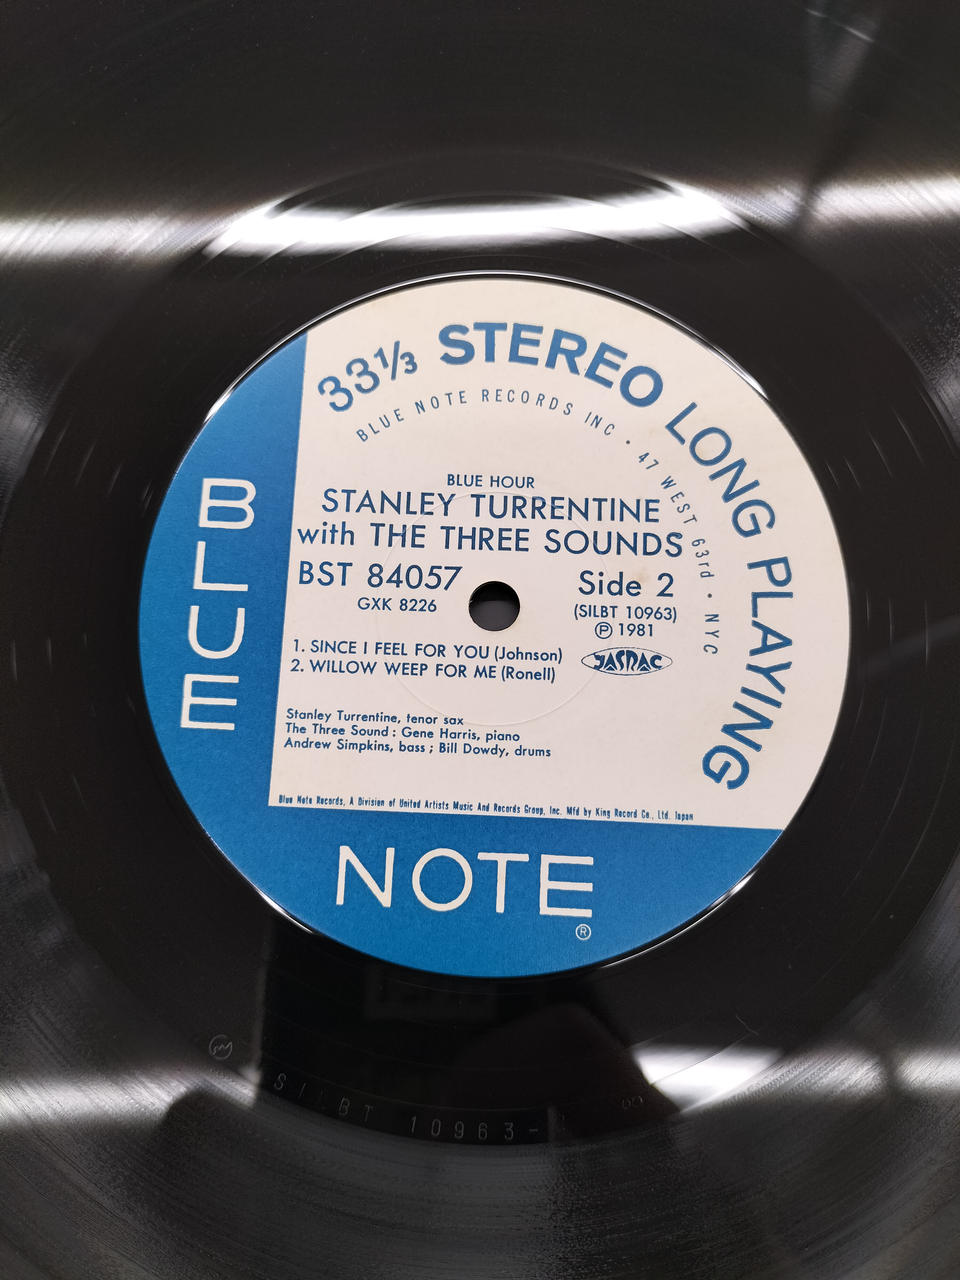 33⅓ STEREO LONG PLAYING
BLUE NOTE RECORDS INC · 47 WEST 63rd · NYC
BLUE HOUR
STANLEY TURRENTINE
with THE THREE SOUNDS
BST 84057
GXK 8226
Side 2
(SILBT 10963)
Ⓟ 1981
JASRAC
1. SINCE I FEEL FOR YOU (Johnson)
2. WILLOW WEEP FOR ME (Ronell)
Stanley Turrentine, tenor sax
The Three Sound : Gene Harris, piano
Andrew Simpkins, bass ; Bill Dowdy, drums
Blue Note Records, A Division of United Artists Music And Records Group, Inc. Mfd by King Record Co., Ltd. Japan
BLUE
NOTE
®
SILBT 10963-